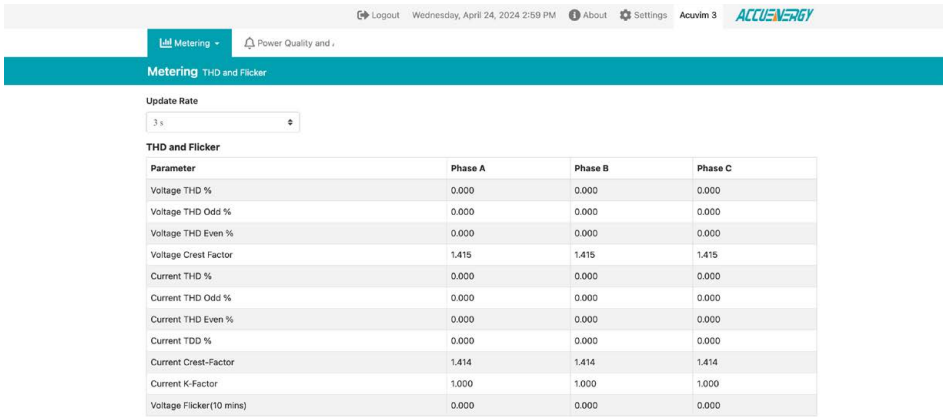 Logout Wednesday, April 24, 2024 2:59 PM About Settings Acuvim 3 ACCUENERGY
Metering Power Quality and
Metering THD and Flicker
Update Rate
3 s
THD and Flicker
Parameter Phase A Phase B Phase C
Voltage THD % 0.000 0.000 0.000
Voltage THD Odd % 0.000 0.000 0.000
Voltage THD Even % 0.000 0.000 0.000
Voltage Crest Factor 1.415 1.415 1.415
Current THD % 0.000 0.000 0.000
Current THD Odd % 0.000 0.000 0.000
Current THD Even % 0.000 0.000 0.000
Current TDD % 0.000 0.000 0.000
Current Crest-Factor 1.414 1.414 1.414
Current K-Factor 1.000 1.000 1.000
Voltage Flicker(10 mins) 0.000 0.000 0.000